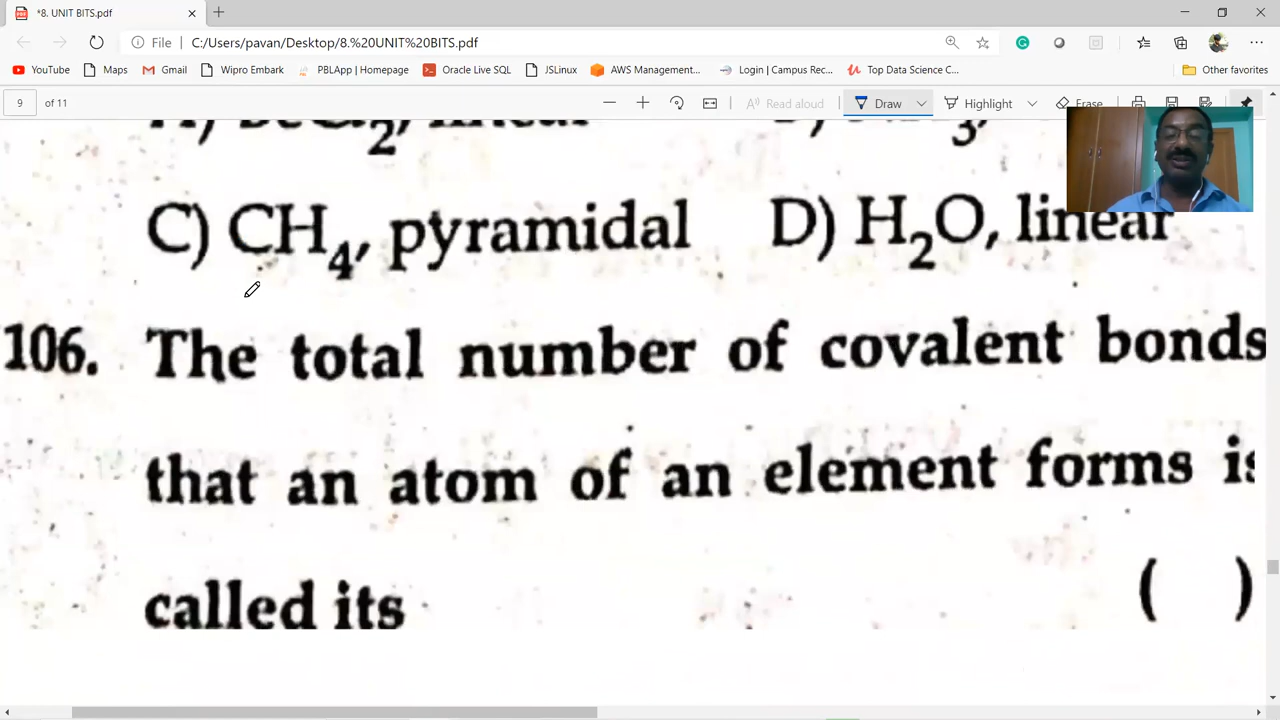 *8. UNIT BITS.pdf
File
C:/Users/pavan/Desktop/8.%20UNIT%20BITS.pdf
YouTube Maps Gmail Wipro Embark PBLApp | Homepage Oracle Live SQL JSLinux AWS Management... Login | Campus Rec... Top Data Science C... Other favorites
9 of 11 Read aloud Draw Highlight Erase
C) CH₄, pyramidal D) H₂O, linear
106. The total number of covalent bonds
that an atom of an element forms is
called its ( )